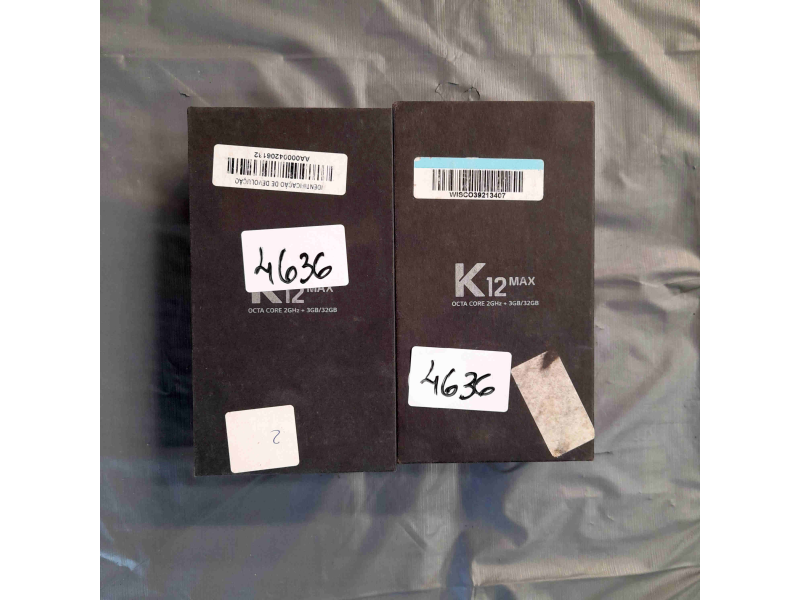 AA00004206112
IDENTIFICAÇÃO DE DEVOLUÇÃO
4636
K12 MAX
OCTA CORE 2GHz + 3GB/32GB
2
WISCO39213407
K12 MAX
OCTA CORE 2GHz + 3GB/32GB
4636